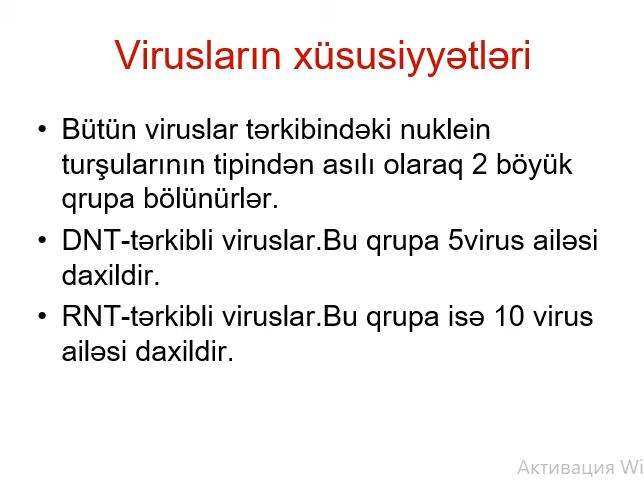 Virusların xüsusiyyətləri
• Bütün viruslar tərkibindəki nuklein
turşularının tipindən asılı olaraq 2 böyük
qrupa bölünürlər.
• DNT-tərkibli viruslar.Bu qrupa 5virus ailəsi
daxildir.
• RNT-tərkibli viruslar.Bu qrupa isə 10 virus
ailəsi daxildir.
Активация Wi